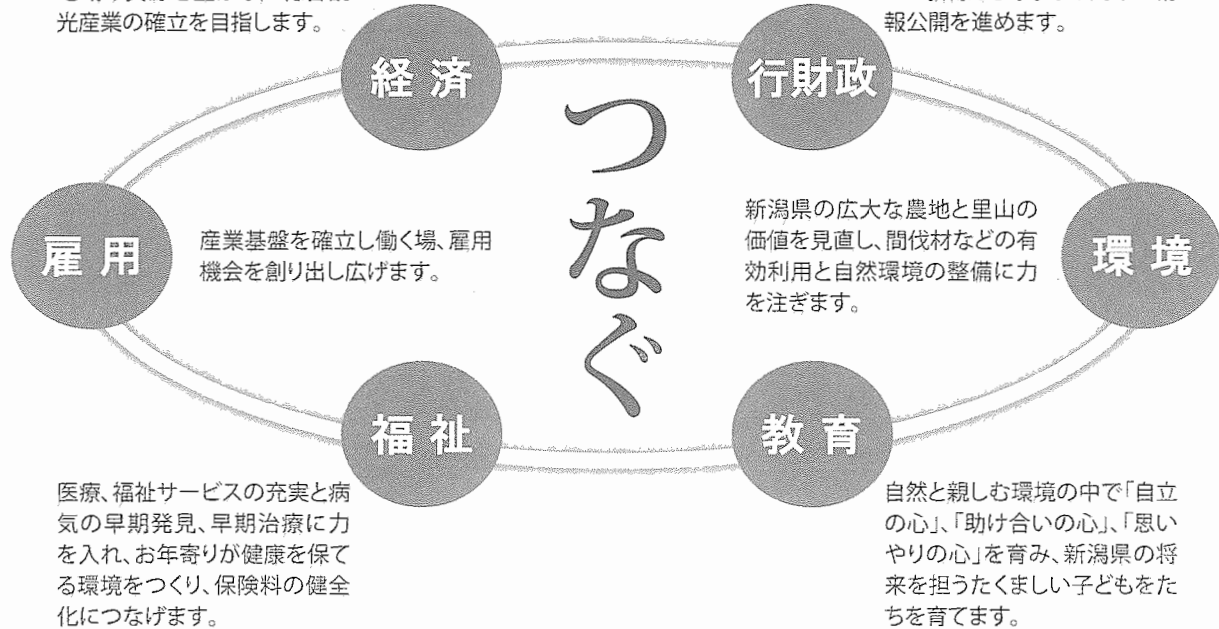 光産業の確立を目指します。
報公開を進めます。
経済
行財政
つなぐ
雇用
産業基盤を確立し働く場、雇用
機会を創り出し広げます。
新潟県の広大な農地と里山の
価値を見直し、間伐材などの有
効利用と自然環境の整備に力
を注ぎます。
環境
福祉
教育
医療、福祉サービスの充実と病
気の早期発見、早期治療に力
を入れ、お年寄りが健康を保て
る環境をつくり、保険料の健全
化につなげます。
自然と親しむ環境の中で「自立
の心」、「助け合いの心」、「思い
やりの心」を育み、新潟県の将
来を担うたくましい子どもをた
ちを育てます。